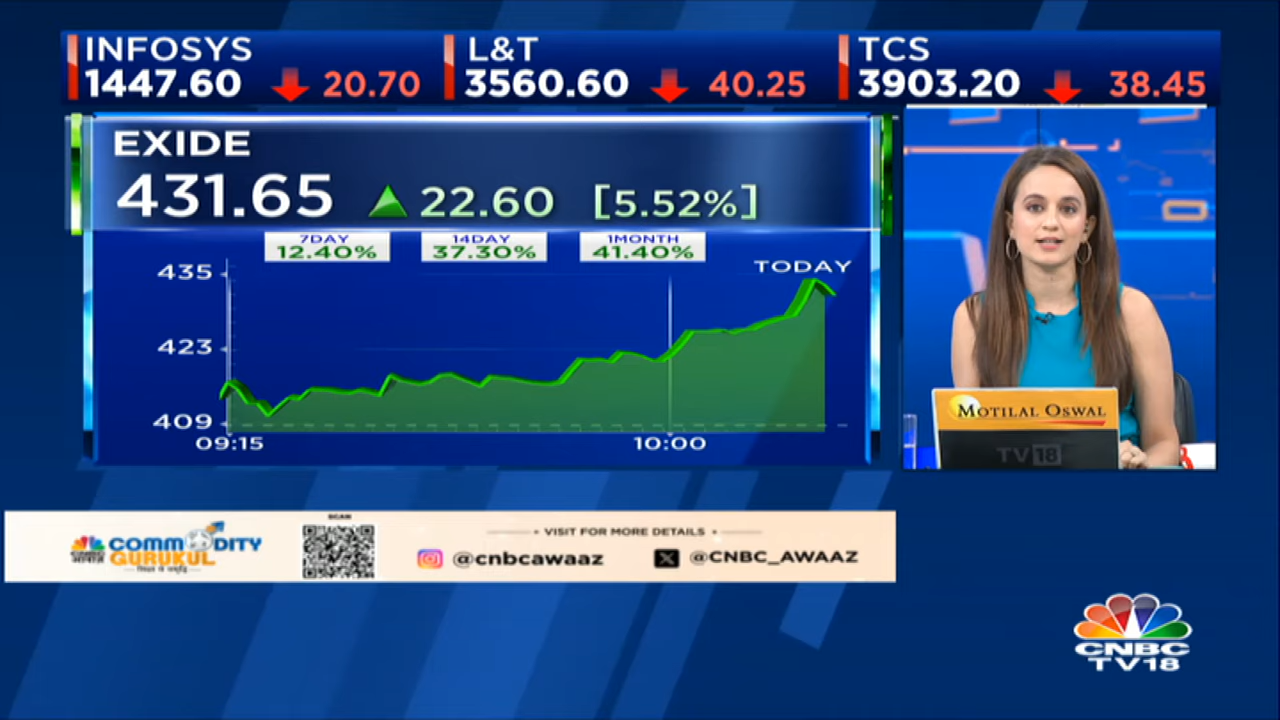 INFOSYS
1447.60 20.70
L&T
3560.60 40.25
TCS
3903.20 38.45
EXIDE
431.65 22.60 [5.52%]
7DAY
12.40%
14DAY
37.30%
1MONTH
41.40%
TODAY
435
423
409
09:15 10:00
MOTILAL OSWAL
TV18
COMMODITY
GURUKUL
SCAN
VISIT FOR MORE DETAILS
@cnbcawaaz @CNBC_AWAAZ
CNBC
TV18